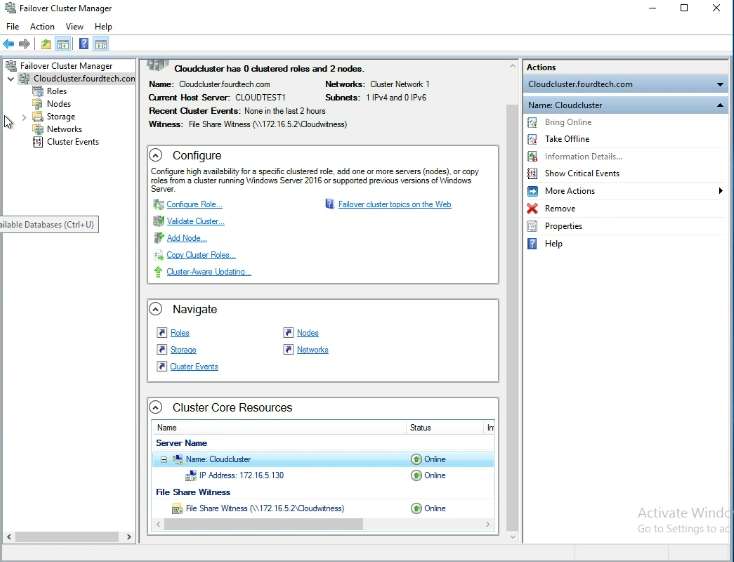 Failover Cluster Manager
File Action View Help
Failover Cluster Manager
Cloudcluster.fourdtech.com
Roles
Nodes
Storage
Networks
Cluster Events
ailable Databases (Ctrl+U)
Cloudcluster has 0 clustered roles and 2 nodes.
Name: Cloudcluster.fourdtech.com Networks: Cluster Network 1
Current Host Server: CLOUDTEST1 Subnets: 1 IPv4 and 0 IPv6
Recent Cluster Events: None in the last 2 hours
Witness: File Share Witness (\\172.16.5.2\Cloudwitness)
Configure
Configure high availability for a specific clustered role, add one or more servers (nodes), or copy
roles from a cluster running Windows Server 2016 or supported previous versions of Windows
Server.
Configure Role... Failover cluster topics on the Web
Validate Cluster...
Add Node...
Copy Cluster Roles...
Cluster-Aware Updating...
Navigate
Roles Nodes
Storage Networks
Cluster Events
Cluster Core Resources
Name Status In
Server Name
Name: Cloudcluster Online
IP Address: 172.16.5.130 Online
File Share Witness
File Share Witness (\\172.16.5.2\Cloudwitness) Online
Actions
Cloudcluster.fourdtech.com
Name: Cloudcluster
Bring Online
Take Offline
Information Details...
Show Critical Events
More Actions
Remove
Properties
Help
Activate Windo
Go to Settings to ac